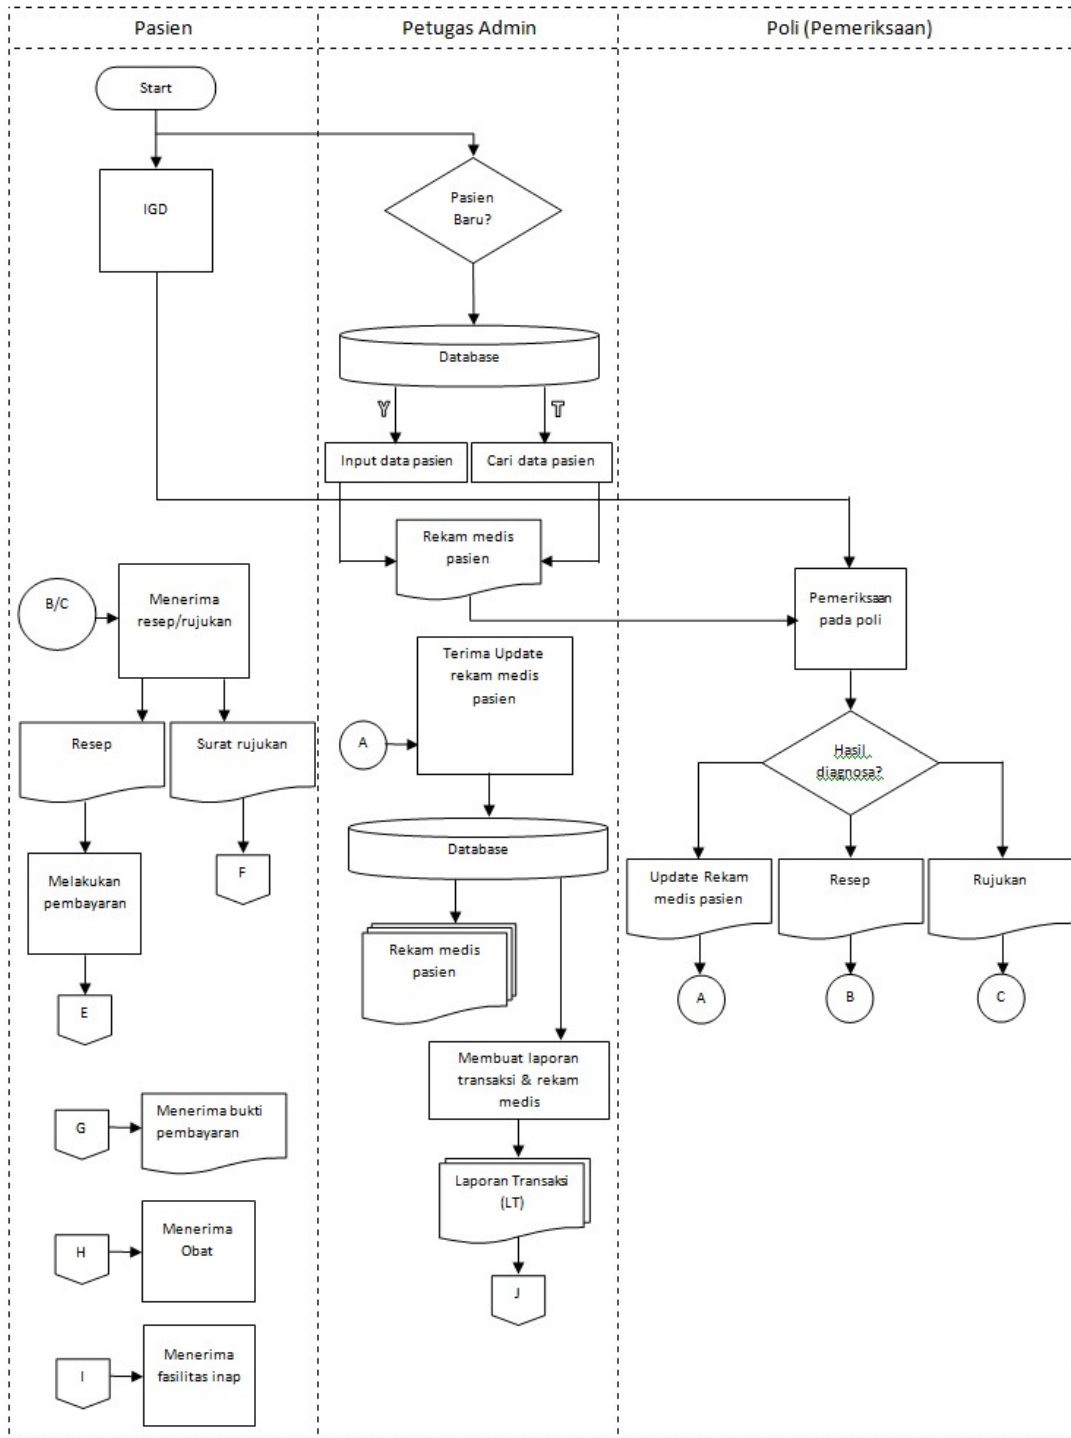 Pasien
Petugas Admin
Poli (Pemeriksaan)
Start
IGD
Pasien
Baru?
Database
Y
T
Input data pasien
Cari data pasien
Rekam medis
pasien
B/C
Menerima
resep/rujukan
Pemeriksaan
pada poli
Terima Update
rekam medis
pasien
A
Resep
Surat rujukan
Hasil
diagnosa?
Database
Melakukan
pembayaran
F
Update Rekam
medis pasien
Resep
Rujukan
Rekam medis
pasien
E
A
B
C
Membuat laporan
transaksi & rekam
medis
G
Menerima bukti
pembayaran
Laporan Transaksi
(LT)
H
Menerima
Obat
J
I
Menerima
fasilitas inap